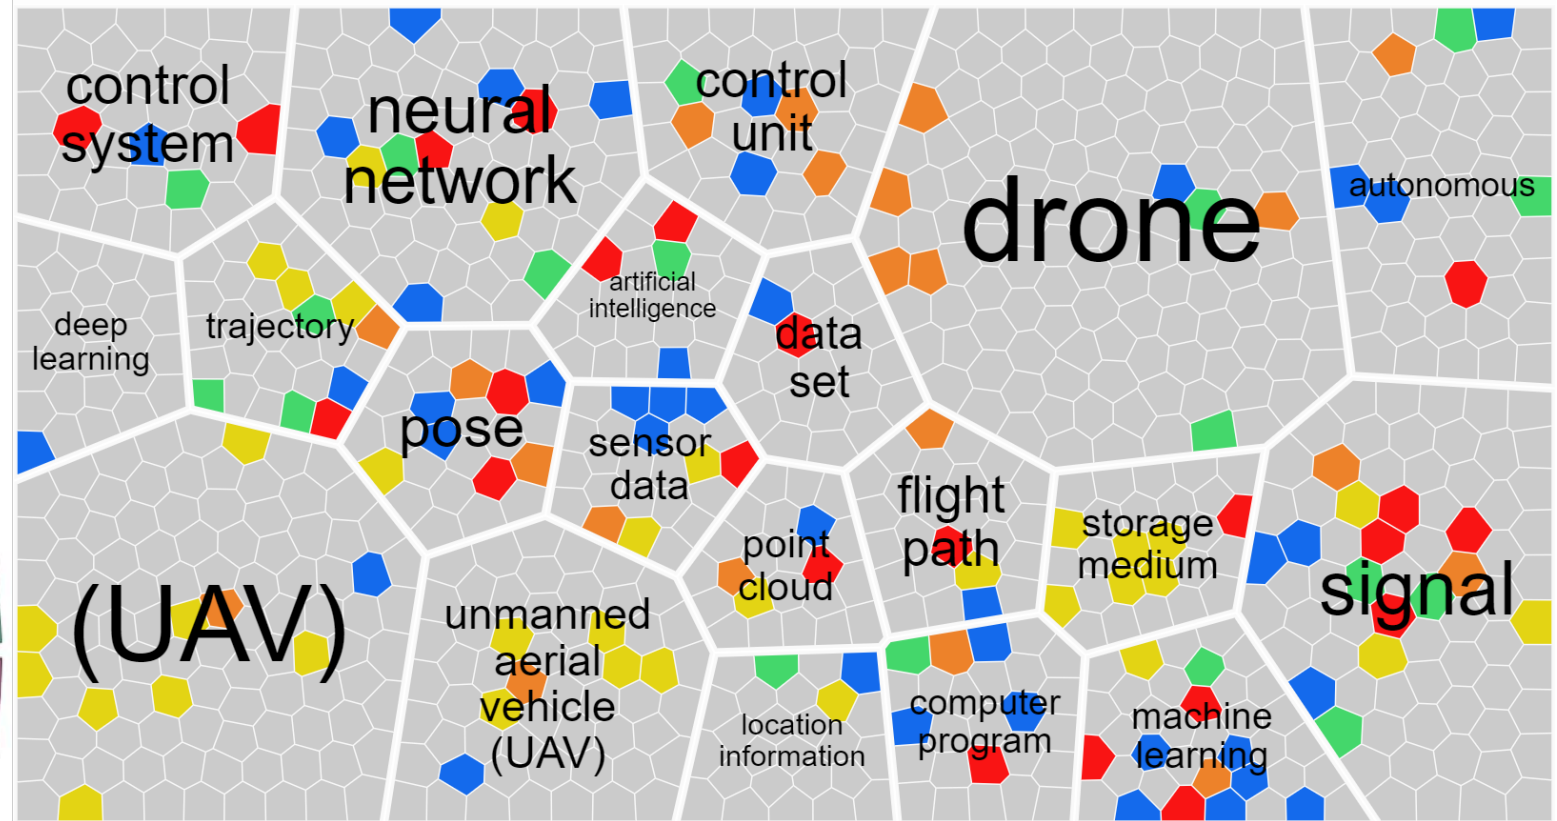 control
system
neural
network
control
unit
drone
autonomous
deep
learning
trajectory
artificial
intelligence
data
set
pose
sensor
data
flight
path
point
cloud
storage
medium
signal
(UAV)
unmanned
aerial
vehicle
(UAV)
location
information
computer
program
machine
learning